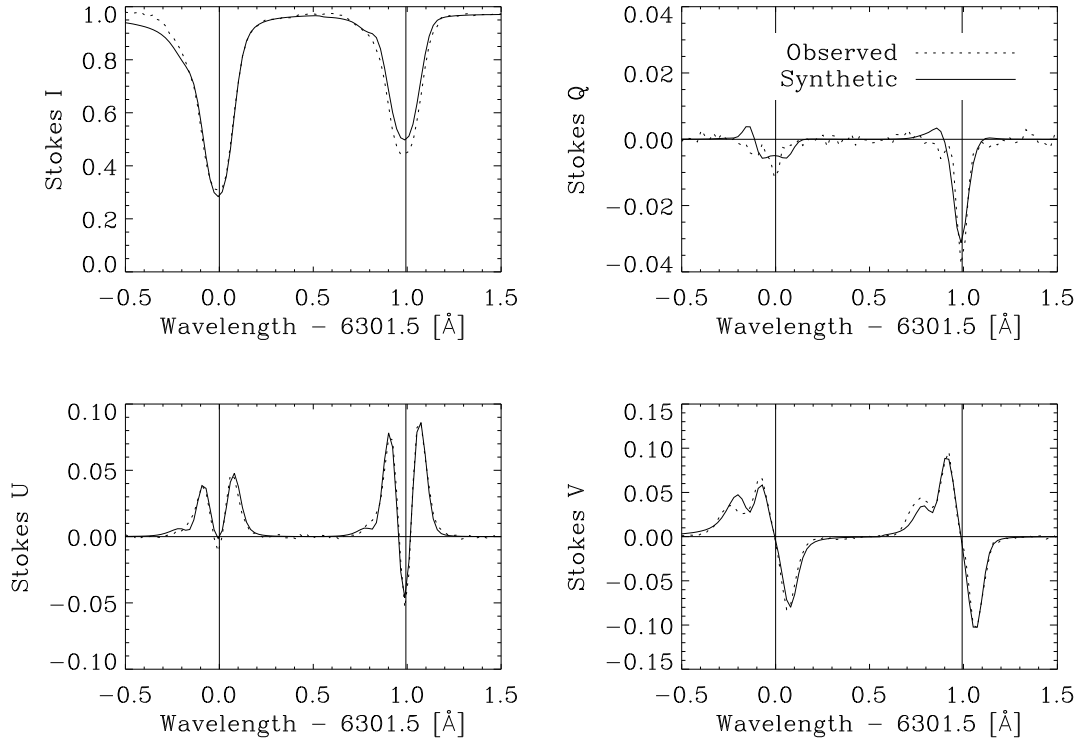 1.0
0.8
0.6
0.4
0.2
0.0
Stokes I
−0.5 0.0 0.5 1.0 1.5
Wavelength − 6301.5 [Å]
0.04
0.02
0.00
−0.02
−0.04
Stokes Q
Observed
Synthetic
−0.5 0.0 0.5 1.0 1.5
Wavelength − 6301.5 [Å]
0.10
0.05
0.00
−0.05
−0.10
Stokes U
−0.5 0.0 0.5 1.0 1.5
Wavelength − 6301.5 [Å]
0.15
0.10
0.05
0.00
−0.05
−0.10
−0.15
Stokes V
−0.5 0.0 0.5 1.0 1.5
Wavelength − 6301.5 [Å]